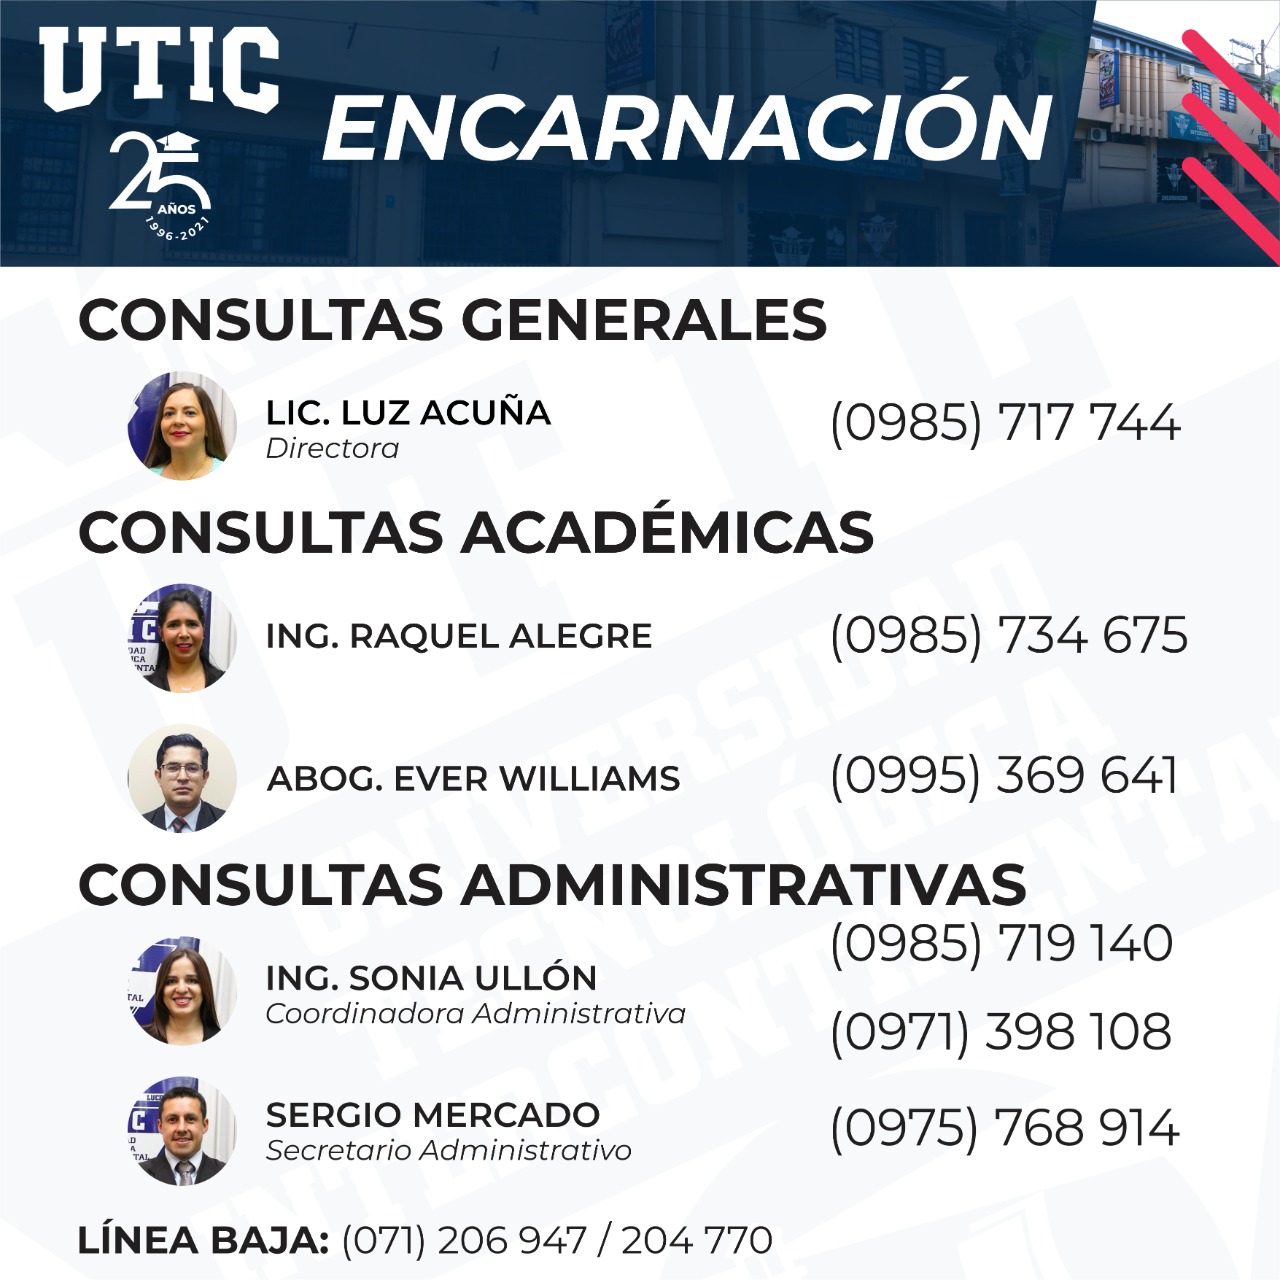 UTIC
ENCARNACIÓN
25
AÑOS
1996-2021
CONSULTAS GENERALES
LIC. LUZ ACUÑA
(0985) 717 744
Directora
CONSULTAS ACADÉMICAS
ING. RAQUEL ALEGRE
(0985) 734 675
ABOG. EVER WILLIAMS
(0995) 369 641
CONSULTAS ADMINISTRATIVAS
(0985) 719 140
ING. SONIA ULLÓN
Coordinadora Administrativa
(0971) 398 108
SERGIO MERCADO
(0975) 768 914
Secretario Administrativo
LÍNEA BAJA: (071) 206 947 / 204 770
UNIVERSIDAD
TECNOLÓGICA